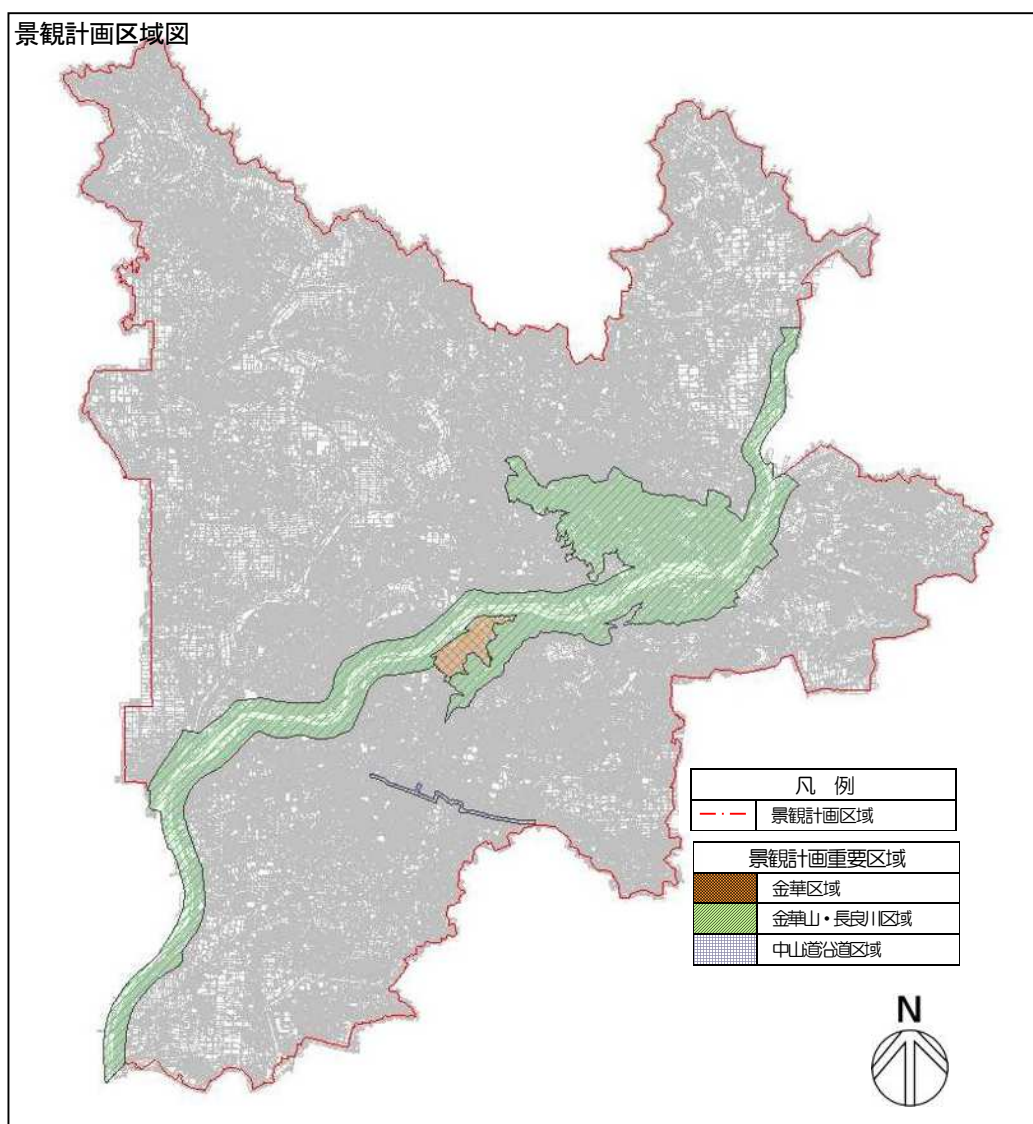 景観計画区域図
凡 例
景観計画区域
景観計画重要区域
金華区域
金華山・長良川区域
中山道沿道区域
N